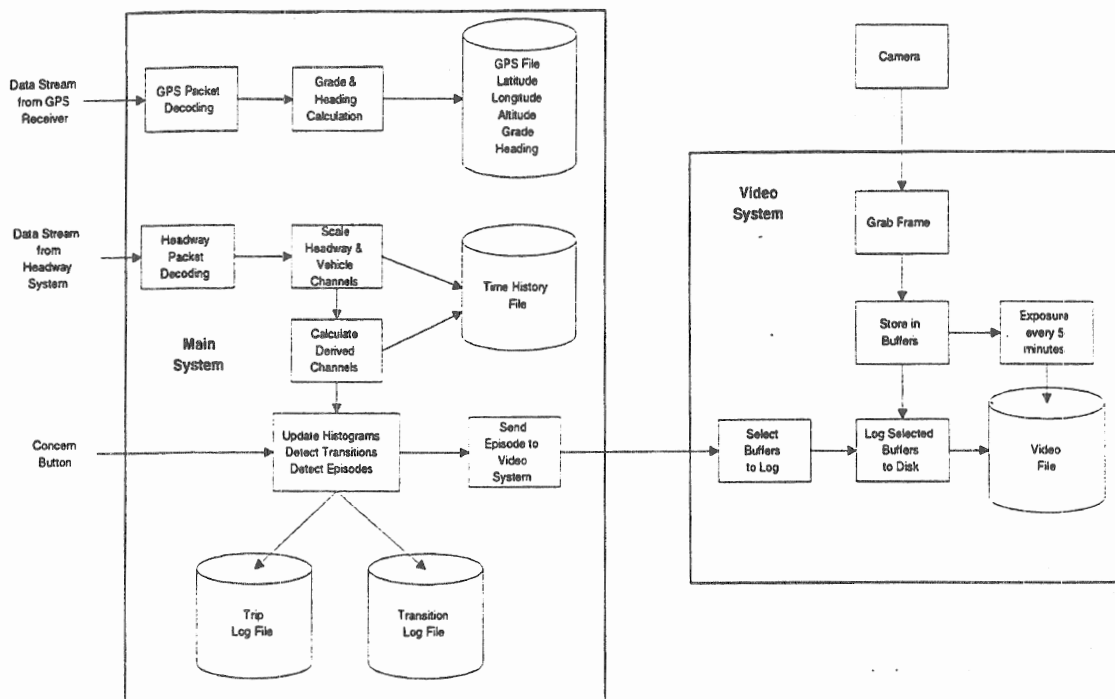 Data Stream
from GPS
Receiver
GPS Packet
Decoding
Grade &
Heading
Calculation
GPS File
Latitude
Longitude
Altitude
Grade
Heading
Camera
Data Stream
from
Headway
System
Headway
Packet
Decoding
Scale
Headway &
Vehicle
Channels
Time History
File
Main
System
Calculate
Derived
Channels
Concern
Button
Update Histograms
Detect Transitions
Detect Episodes
Send
Episode to
Video
System
Trip
Log File
Transition
Log File
Video
System
Grab Frame
Store in
Buffers
Exposure
every 5
minutes
Select
Buffers
to Log
Log Selected
Buffers
to Disk
Video
File